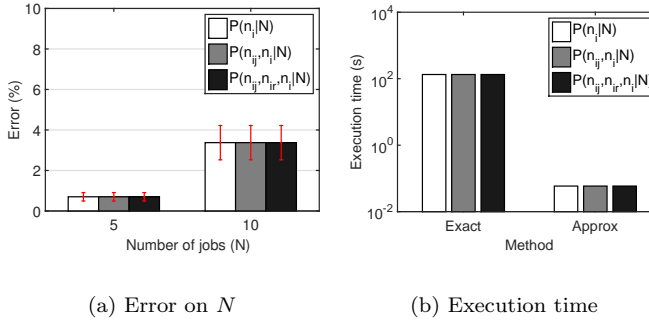 10
8
6
4
2
0
Error (%)
P(n_i|N)
P(n_ij,n_i|N)
P(n_ij,n_ir,n_i|N)
5
10
Number of jobs (N)
(a) Error on N
10^4
10^2
10^0
10^-2
Execution time (s)
P(n_i|N)
P(n_ij,n_i|N)
P(n_ij,n_ir,n_i|N)
Exact
Approx
Method
(b) Execution time